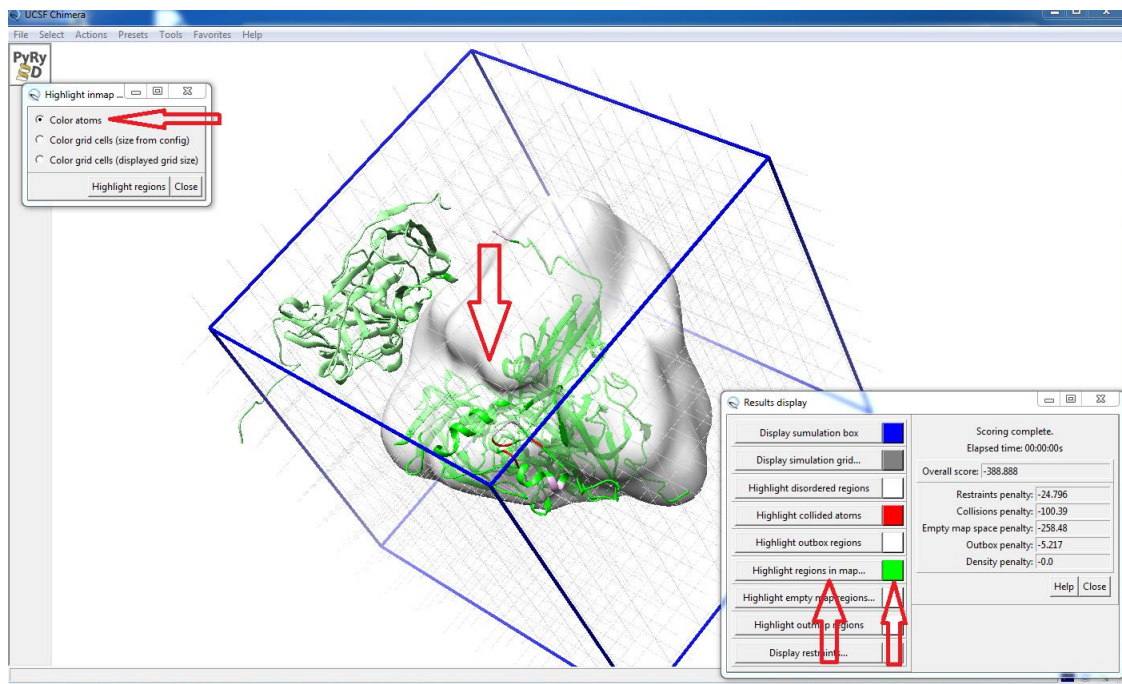 UCSF Chimera
File Select Actions Presets Tools Favorites Help
PyRy
3D
Highlight inmap ...
Color atoms
Color grid cells (size from config)
Color grid cells (displayed grid size)
Highlight regions Close
Results display
Display sumulation box
Display simulation grid...
Highlight disordered regions
Highlight collided atoms
Highlight outbox regions
Highlight regions in map...
Highlight empty map regions...
Highlight outmap regions
Display restraints...
Scoring complete.
Elapsed time: 00:00:00s
Overall score: -388.888
Restraints penalty: -24.796
Collisions penalty: -100.39
Empty map space penalty: -258.48
Outbox penalty: -5.217
Density penalty: -0.0
Help Close